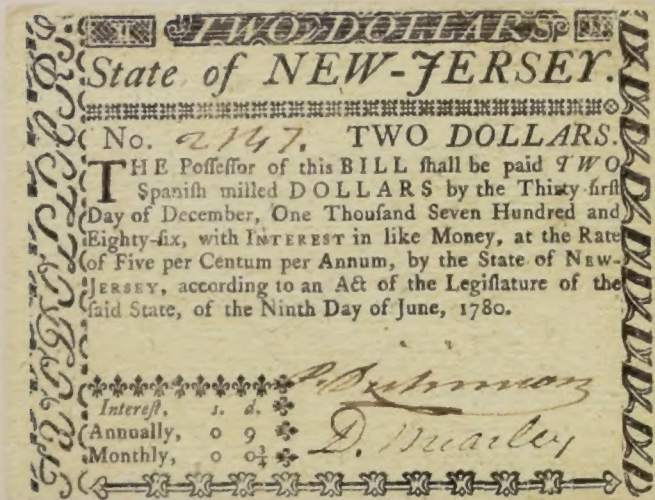 TWO DOLLARS
State of NEW-JERSEY.
No. 2147. TWO DOLLARS.
THE Poſſeſſor of this BILL ſhall be paid TWO
Spaniſh milled DOLLARS by the Thirty-firſt
Day of December, One Thouſand Seven Hundred and
Eighty-ſix, with INTEREST in like Money, at the Rate
of Five per Centum per Annum, by the State of NEW-
JERSEY, according to an Act of the Legiſlature of the
ſaid State, of the Ninth Day of June, 1780.
Intereſt, s. d.
Annually, 0 9
Monthly, 0 0¾
D. Brearley